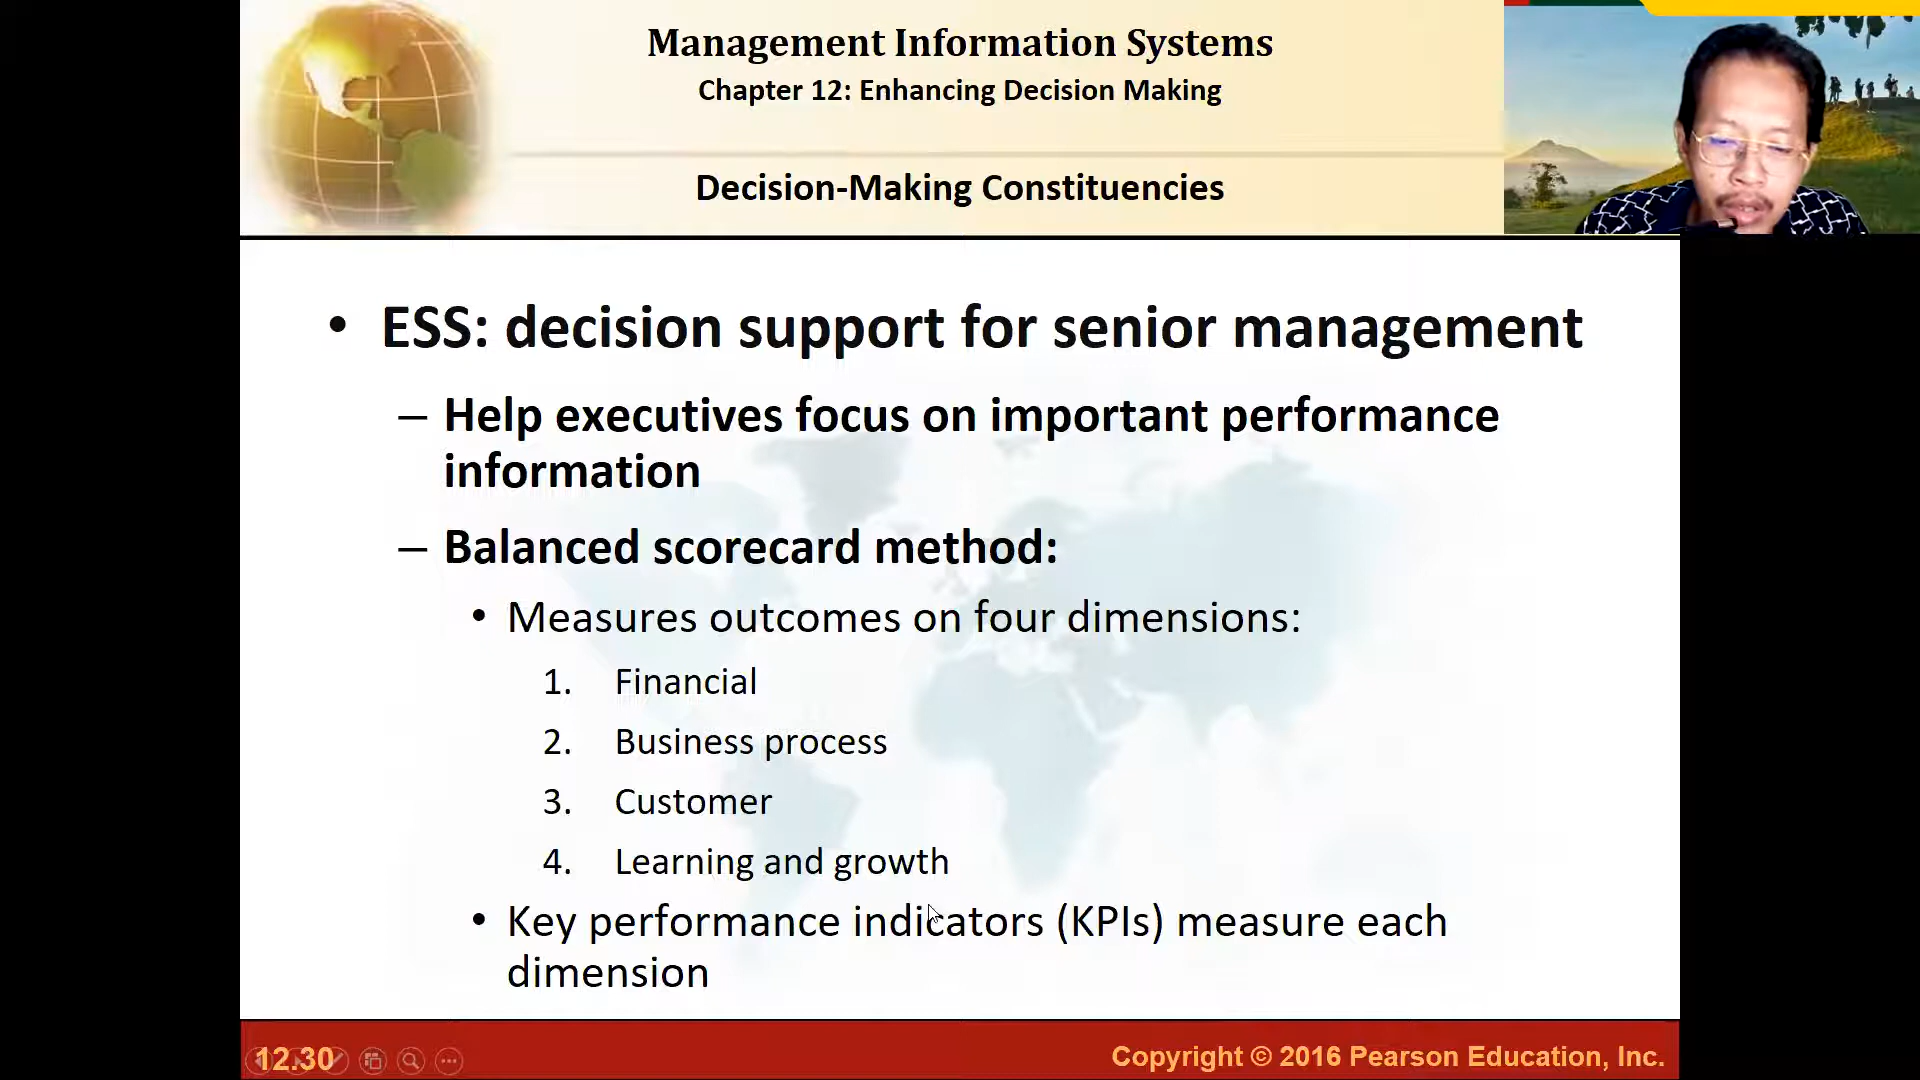 Management Information Systems
Chapter 12: Enhancing Decision Making
Decision-Making Constituencies
• ESS: decision support for senior management
– Help executives focus on important performance
information
– Balanced scorecard method:
• Measures outcomes on four dimensions:
1. Financial
2. Business process
3. Customer
4. Learning and growth
• Key performance indicators (KPIs) measure each
dimension
12.30
Copyright © 2016 Pearson Education, Inc.